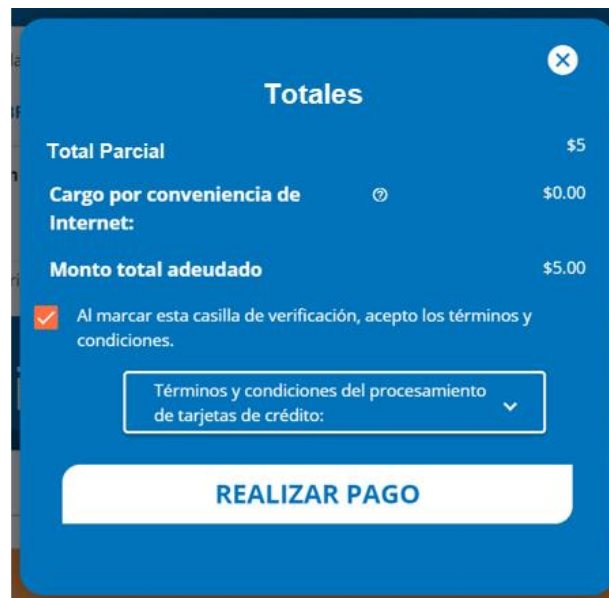 Totales
Total Parcial $5
Cargo por conveniencia de $0.00
Internet:
Monto total adeudado $5.00
Al marcar esta casilla de verificación, acepto los términos y
condiciones.
Términos y condiciones del procesamiento
de tarjetas de crédito:
REALIZAR PAGO